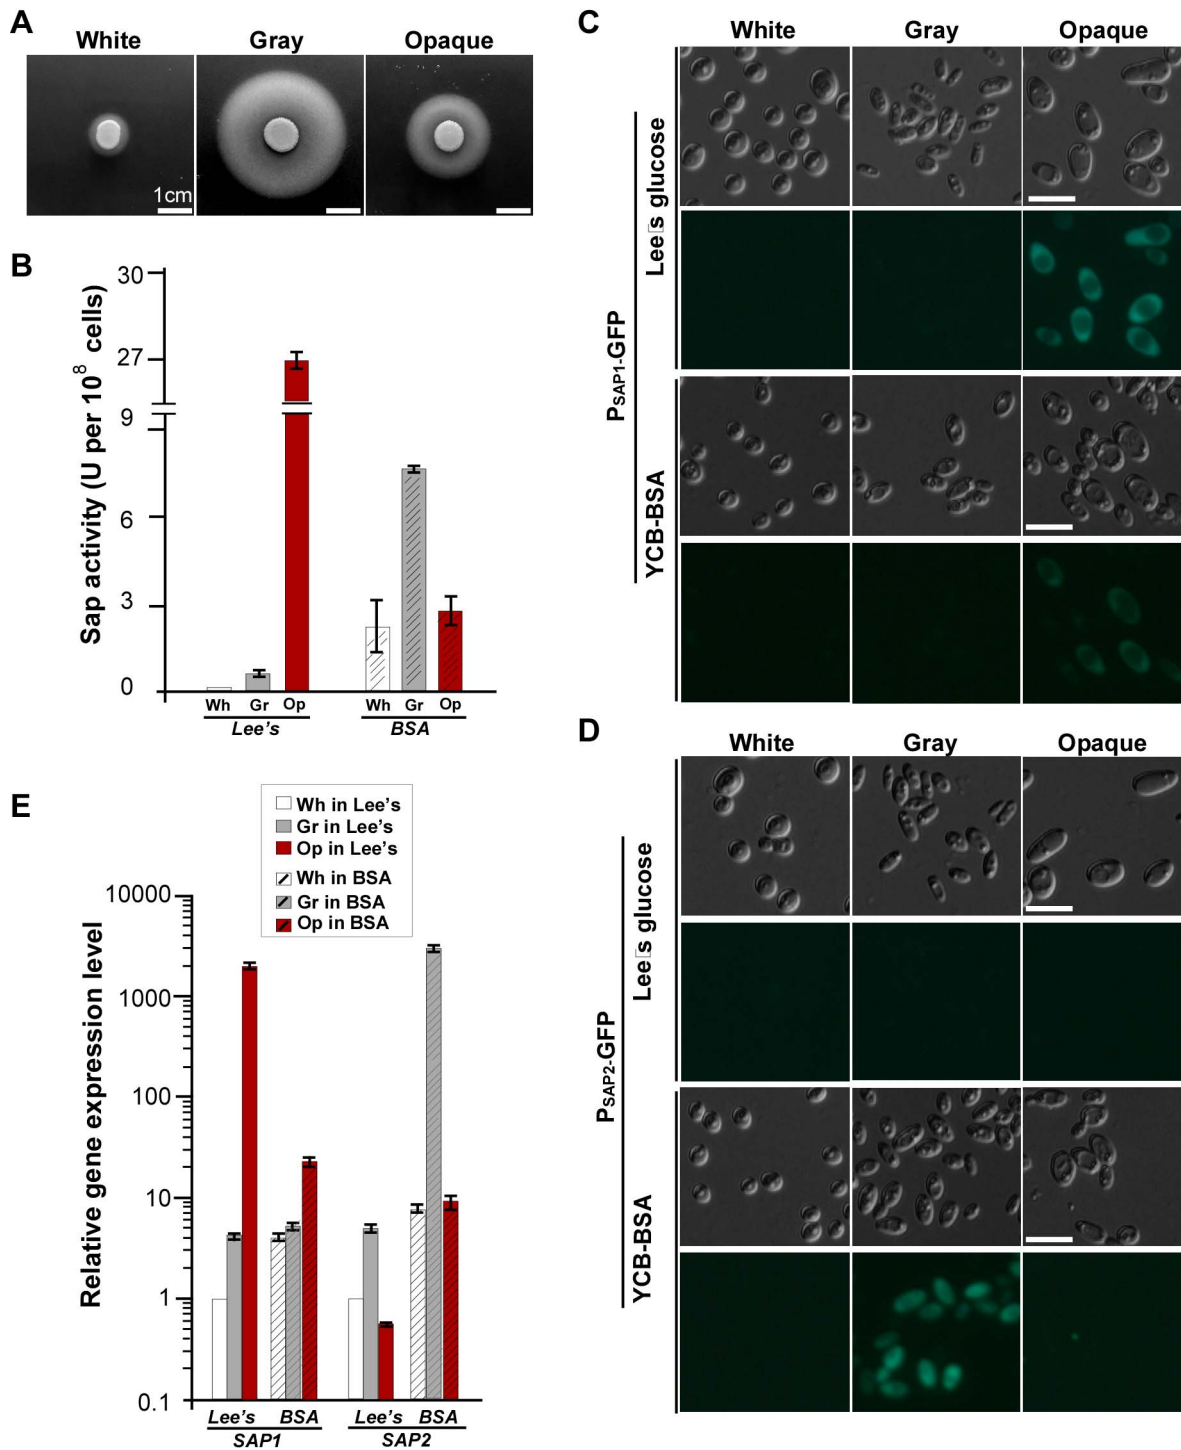 A
White Gray Opaque
1cm
B
Sap activity (U per 10⁸ cells)
30
27
9
6
3
0
Wh Gr Op Wh Gr Op
Lee's BSA
C
White Gray Opaque
PSAP1-GFP
Lee□s glucose
YCB-BSA
D
White Gray Opaque
PSAP2-GFP
Lee□s glucose
YCB-BSA
E
Wh in Lee's
Gr in Lee's
Op in Lee's
Wh in BSA
Gr in BSA
Op in BSA
Relative gene expression level
10000
1000
100
10
1
0.1
Lee's BSA Lee's BSA
SAP1 SAP2